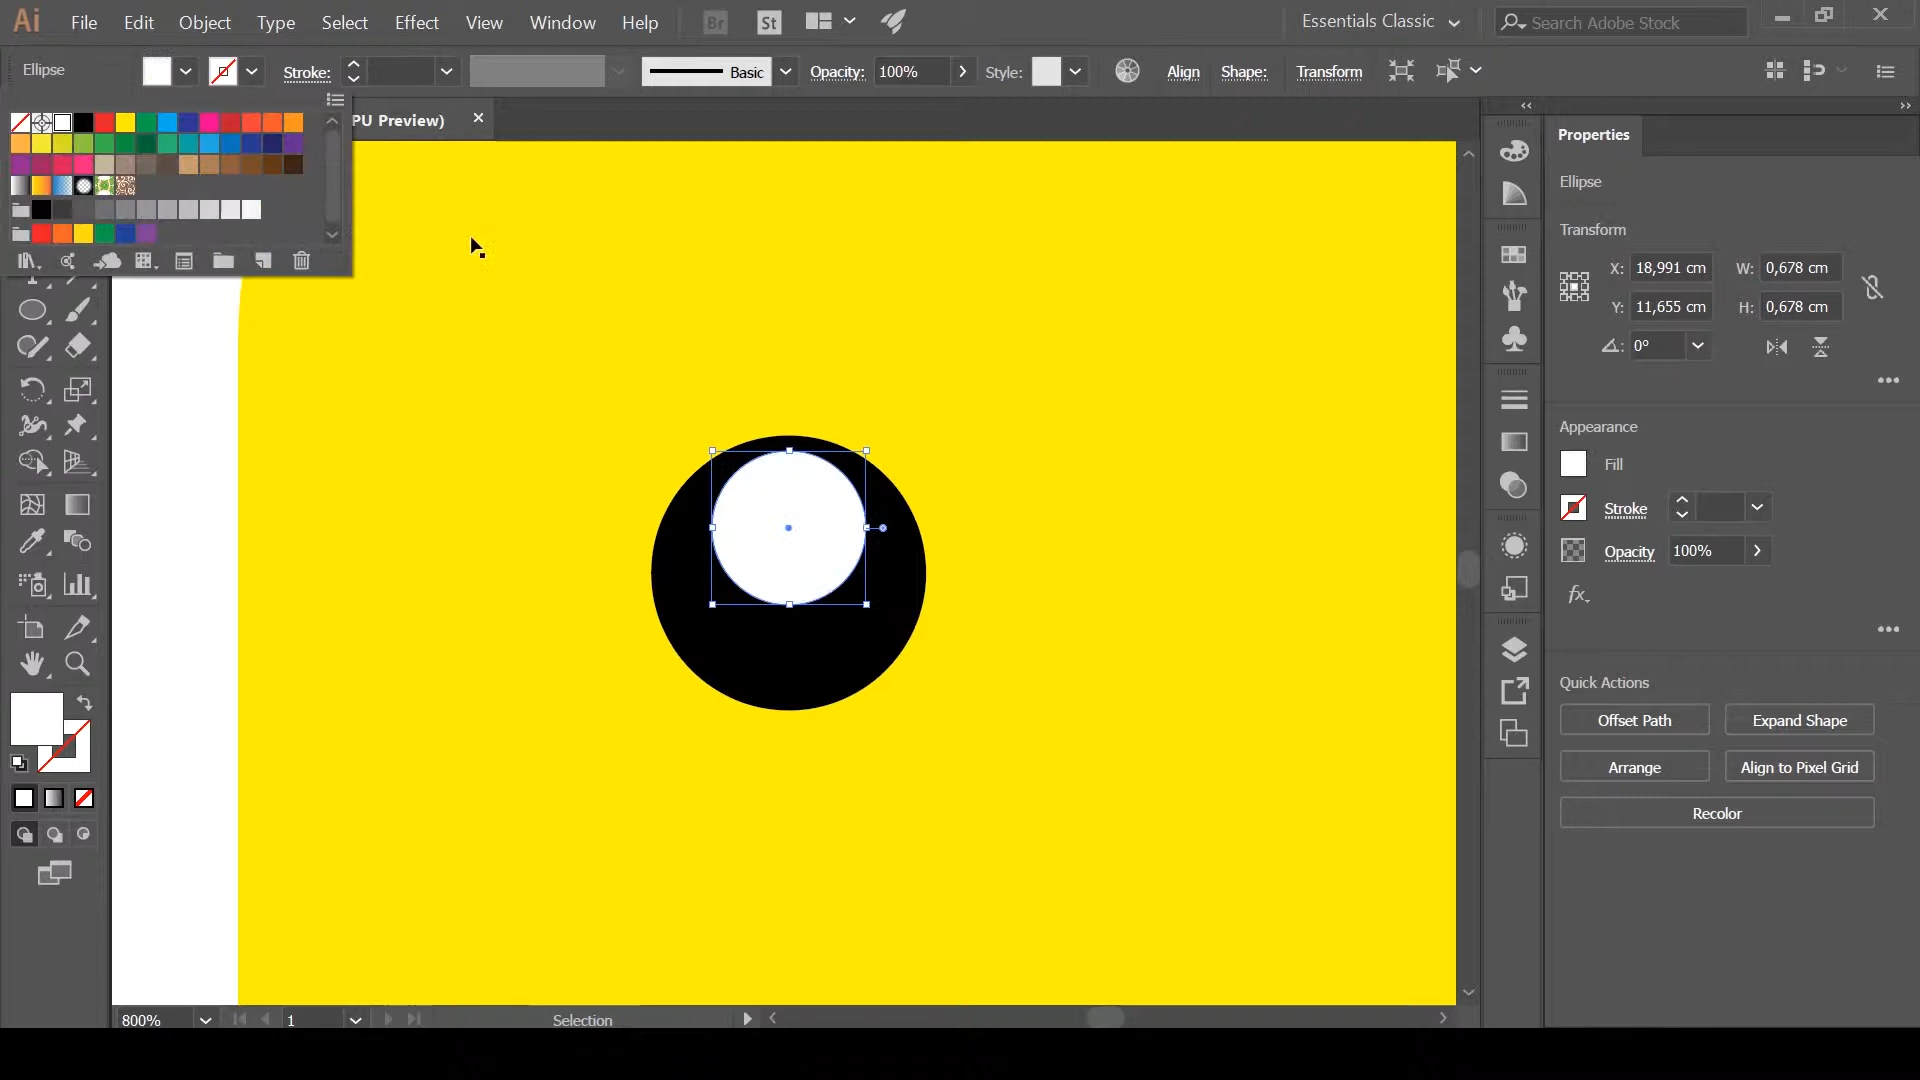 Ai File Edit Object Type Select Effect View Window Help Br St Essentials Classic Search Adobe Stock
Ellipse Stroke: Basic Opacity: 100% Style: Align Shape: Transform
PU Preview) ×
Properties
Ellipse
Transform
X: 18,991 cm W: 0,678 cm
Y: 11,655 cm H: 0,678 cm
0°
Appearance
Fill
Stroke
Opacity 100%
fx
Quick Actions
Offset Path Expand Shape
Arrange Align to Pixel Grid
Recolor
800% 1 Selection